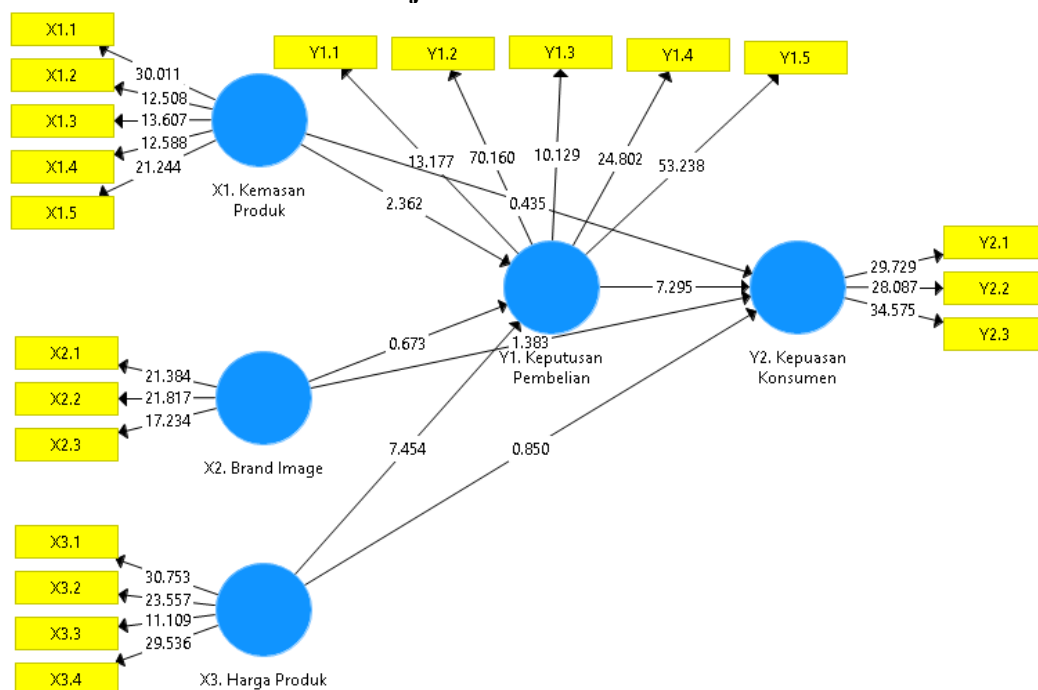 X1.1
X1.2
X1.3
X1.4
X1.5
30.011
12.508
13.607
12.588
21.244
X1. Kemasan
Produk
Y1.1
Y1.2
Y1.3
Y1.4
Y1.5
13.177
70.160
10.129
24.802
53.238
2.362
0.435
7.295
0.673
1.383
Y1. Keputusan
Pembelian
Y2.1
Y2.2
Y2.3
29.729
28.087
34.575
Y2. Kepuasan
Konsumen
X2.1
X2.2
X2.3
21.384
21.817
17.234
X2. Brand Image
7.454
0.850
X3.1
X3.2
X3.3
X3.4
30.753
23.557
11.109
29.536
X3. Harga Produk